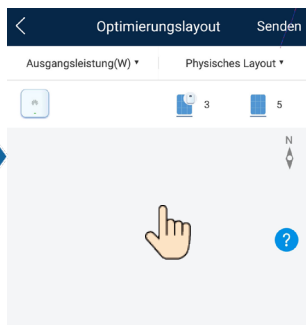 Optimierungslayout Senden
Ausgangsleistung(W) Physisches Layout
3 5
N
?